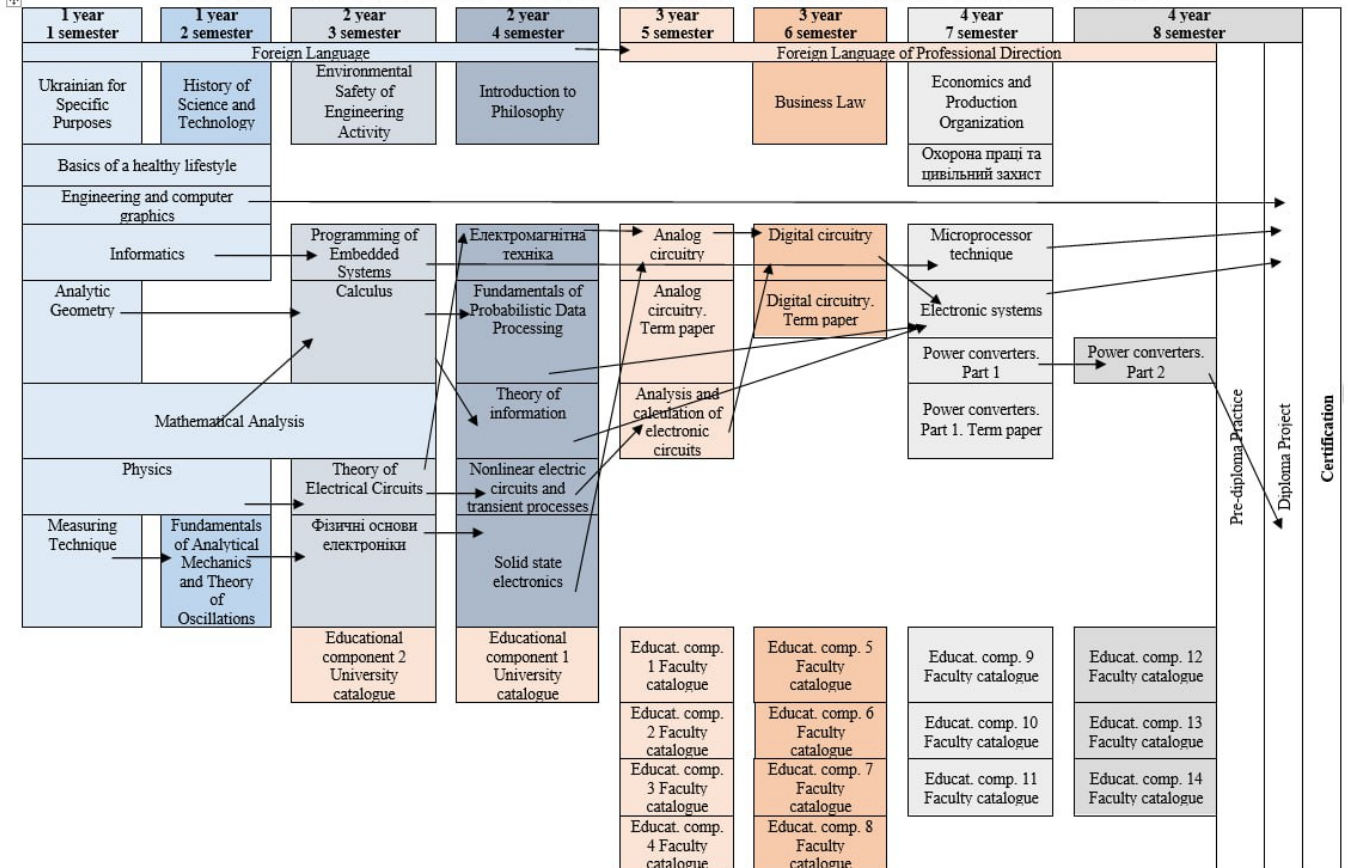 1 year
1 semester
1 year
2 semester
2 year
3 semester
2 year
4 semester
3 year
5 semester
3 year
6 semester
4 year
7 semester
4 year
8 semester
Foreign Language
Foreign Language of Professional Direction
Ukrainian for
Specific
Purposes
History of
Science and
Technology
Environmental
Safety of
Engineering
Activity
Introduction to
Philosophy
Business Law
Economics and
Production
Organization
Basics of a healthy lifestyle
Охорона праці та
цивільний захист
Engineering and computer
graphics
Informatics
Programming of
Embedded
Systems
Електромагнітна
техніка
Analog
circuitry
Digital circuitry
Microprocessor
technique
Analytic
Geometry
Calculus
Fundamentals of
Probabilistic Data
Processing
Analog
circuitry.
Term paper
Digital circuitry.
Term paper
Electronic systems
Power converters.
Part 1
Power converters.
Part 2
Mathematical Analysis
Theory of
information
Analysis and
calculation of
electronic
circuits
Power converters.
Part 1. Term paper
Physics
Theory of
Electrical Circuits
Nonlinear electric
circuits and
transient processes
Measuring
Technique
Fundamentals
of Analytical
Mechanics
and Theory
of
Oscillations
Фізичні основи
електроніки
Solid state
electronics
Pre-diploma Practice
Diploma Project
Certification
Educational
component 2
University
catalogue
Educational
component 1
University
catalogue
Educat. comp.
1 Faculty
catalogue
Educat. comp. 5
Faculty
catalogue
Educat. comp. 9
Faculty catalogue
Educat. comp. 12
Faculty catalogue
Educat. comp.
2 Faculty
catalogue
Educat. comp. 6
Faculty
catalogue
Educat. comp. 10
Faculty catalogue
Educat. comp. 13
Faculty catalogue
Educat. comp.
3 Faculty
catalogue
Educat. comp. 7
Faculty
catalogue
Educat. comp. 11
Faculty catalogue
Educat. comp. 14
Faculty catalogue
Educat. comp.
4 Faculty
catalogue
Educat. comp. 8
Faculty
catalogue